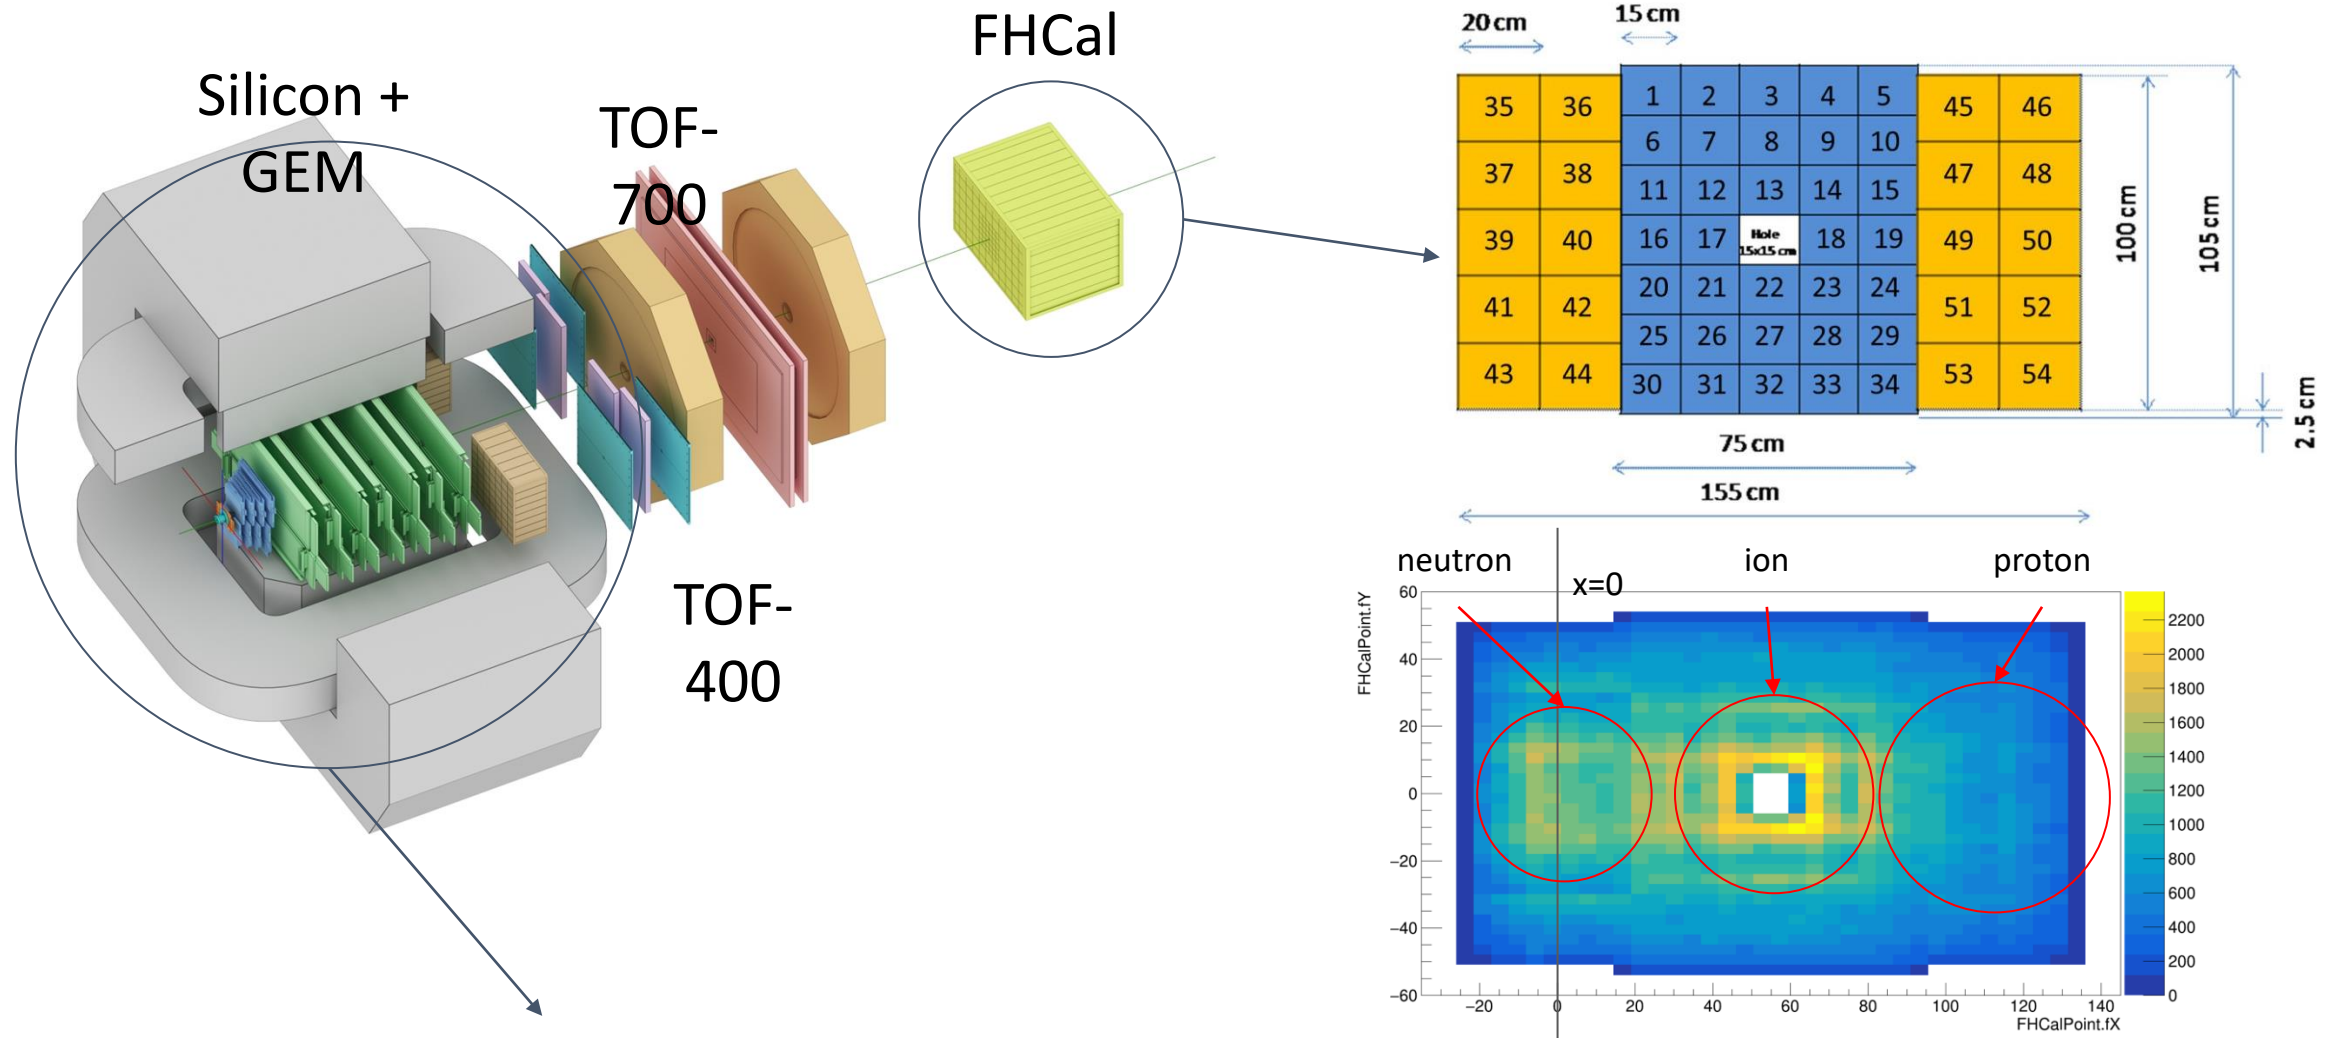 Silicon +
GEM
TOF-
700
FHCal
TOF-
400
20 cm
15 cm
35 36 1 2 3 4 5 45 46
6 7 8 9 10
37 38 11 12 13 14 15 47 48
39 40 16 17 Hole 18 19 49 50
15x15 cm
20 21 22 23 24
41 42 25 26 27 28 29 51 52
43 44 30 31 32 33 34 53 54
100 cm
105 cm
2.5 cm
75 cm
155 cm
neutron
x=0
ion
proton
FHCalPoint.fY
60
40
20
0
−20
−40
−60
−20 0 20 40 60 80 100 120 140
FHCalPoint.fX
2200
2000
1800
1600
1400
1200
1000
800
600
400
200
0